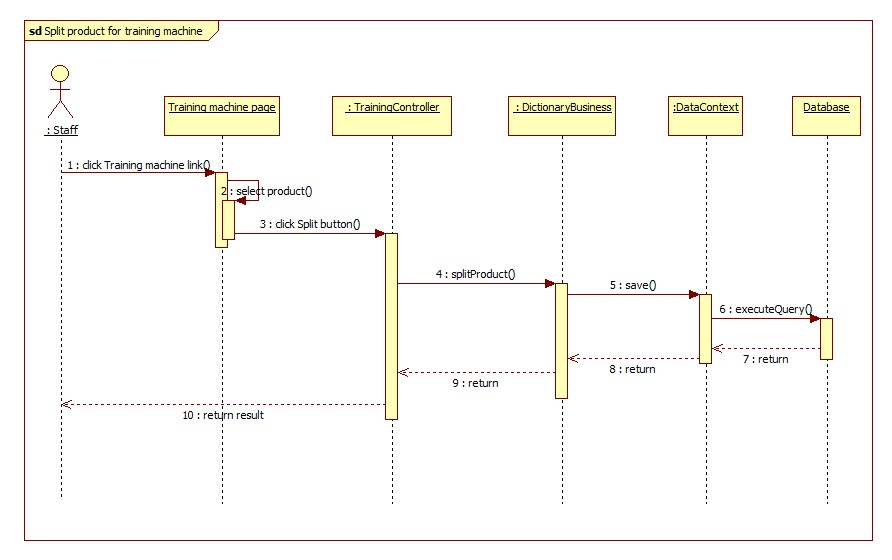 sd Split product for training machine
: Staff
Training machine page
: TrainingController
: DictionaryBusiness
:DataContext
Database
1 : click Training machine link()
2 : select product()
3 : click Split button()
4 : splitProduct()
5 : save()
6 : executeQuery()
7 : return
8 : return
9 : return
10 : return result